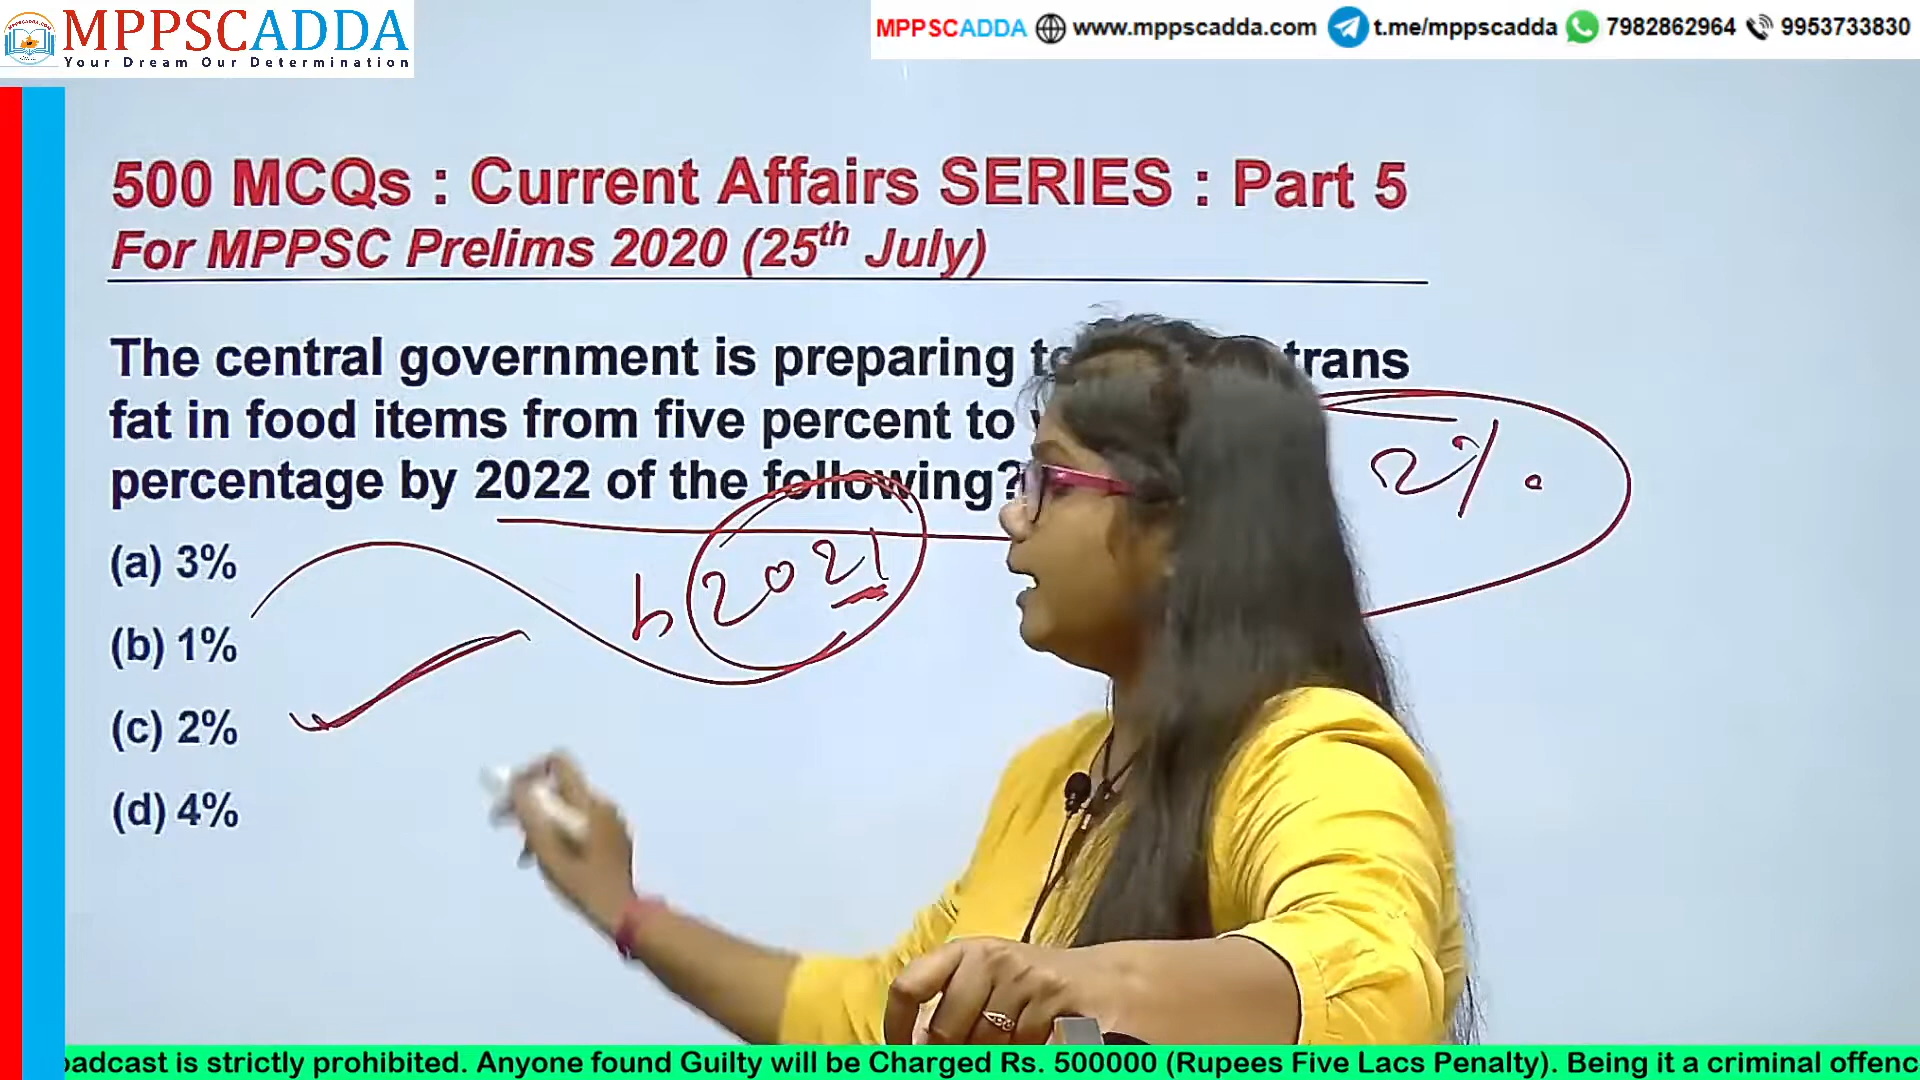 MPPSCADDA
Your Dream Our Determination
MPPSCADDA www.mppscadda.com t.me/mppscadda 7982862964 9953733830
500 MCQs : Current Affairs SERIES : Part 5
For MPPSC Prelims 2020 (25th July)
The central government is preparing trans
fat in food items from five percent to
percentage by 2022 of the following?
2%
(a) 3%
2021
(b) 1%
(c) 2%
(d) 4%
is strictly prohibited. Anyone found Guilty will be Charged Rs. 500000 (Rupees Five Lacs Penalty). Being it a criminal